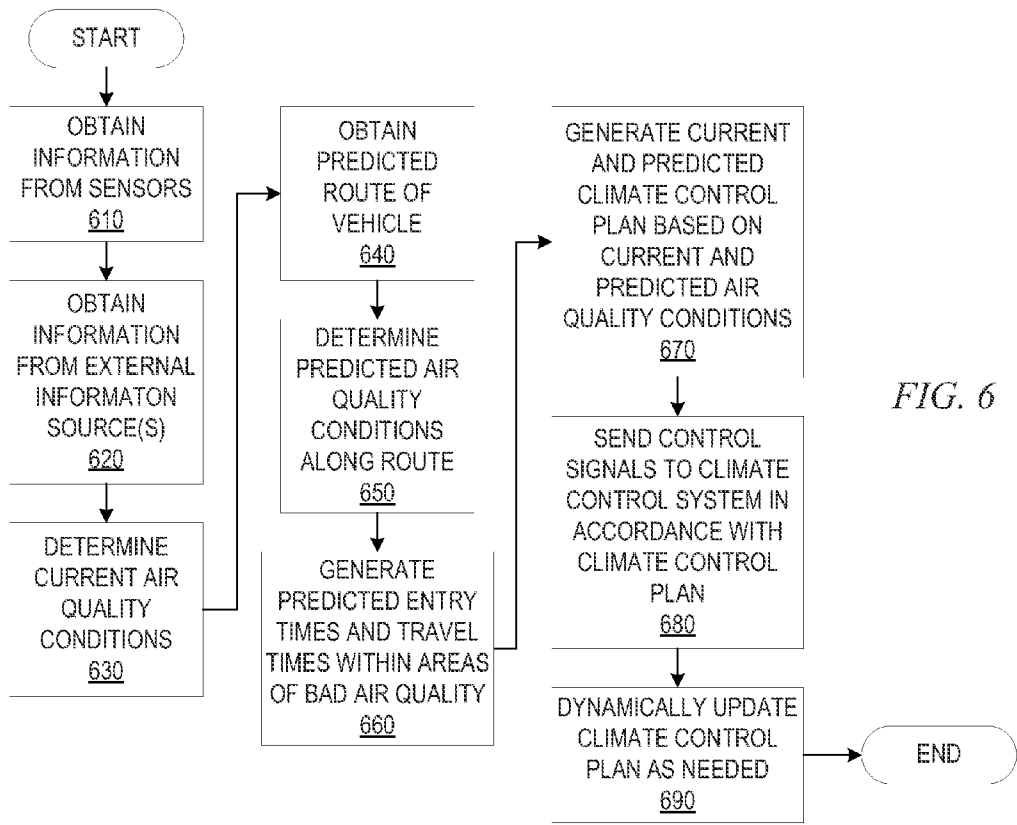 START
OBTAIN
INFORMATION
FROM SENSORS
610
OBTAIN
INFORMATION
FROM EXTERNAL
INFORMATON
SOURCE(S)
620
DETERMINE
CURRENT AIR
QUALITY
CONDITIONS
630
OBTAIN
PREDICTED
ROUTE OF
VEHICLE
640
DETERMINE
PREDICTED AIR
QUALITY
CONDITIONS
ALONG ROUTE
650
GENERATE
PREDICTED ENTRY
TIMES AND TRAVEL
TIMES WITHIN AREAS
OF BAD AIR QUALITY
660
GENERATE CURRENT
AND PREDICTED
CLIMATE CONTROL
PLAN BASED ON
CURRENT AND
PREDICTED AIR
QUALITY CONDITIONS
670
SEND CONTROL
SIGNALS TO CLIMATE
CONTROL SYSTEM IN
ACCORDANCE WITH
CLIMATE CONTROL
PLAN
680
DYNAMICALLY UPDATE
CLIMATE CONTROL
PLAN AS NEEDED
690
END
FIG. 6